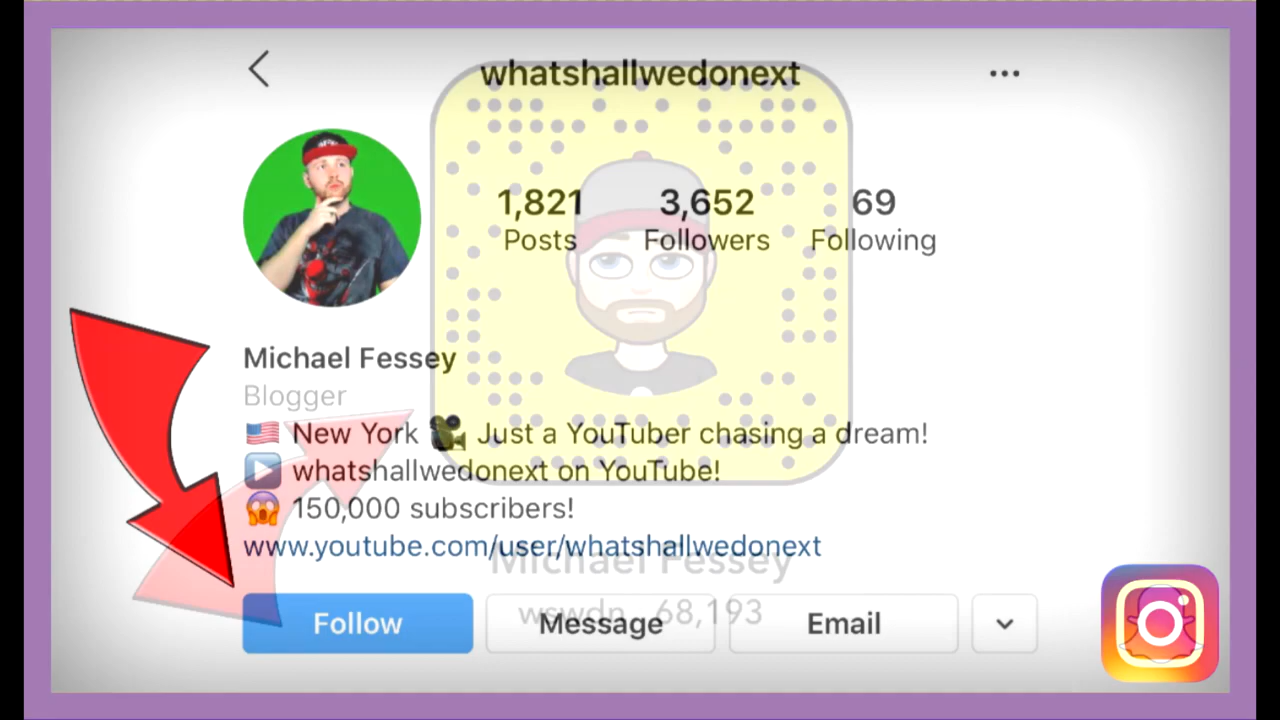 whatshallwedonext
1,821 3,652 69
Posts Followers Following
Michael Fessey
Blogger
New York Just a YouTuber chasing a dream!
whatshallwedonext on YouTube!
150,000 subscribers!
www.youtube.com/user/whatshallwedonext
Michael Fessey
wswdn 68,193
Follow Message Email